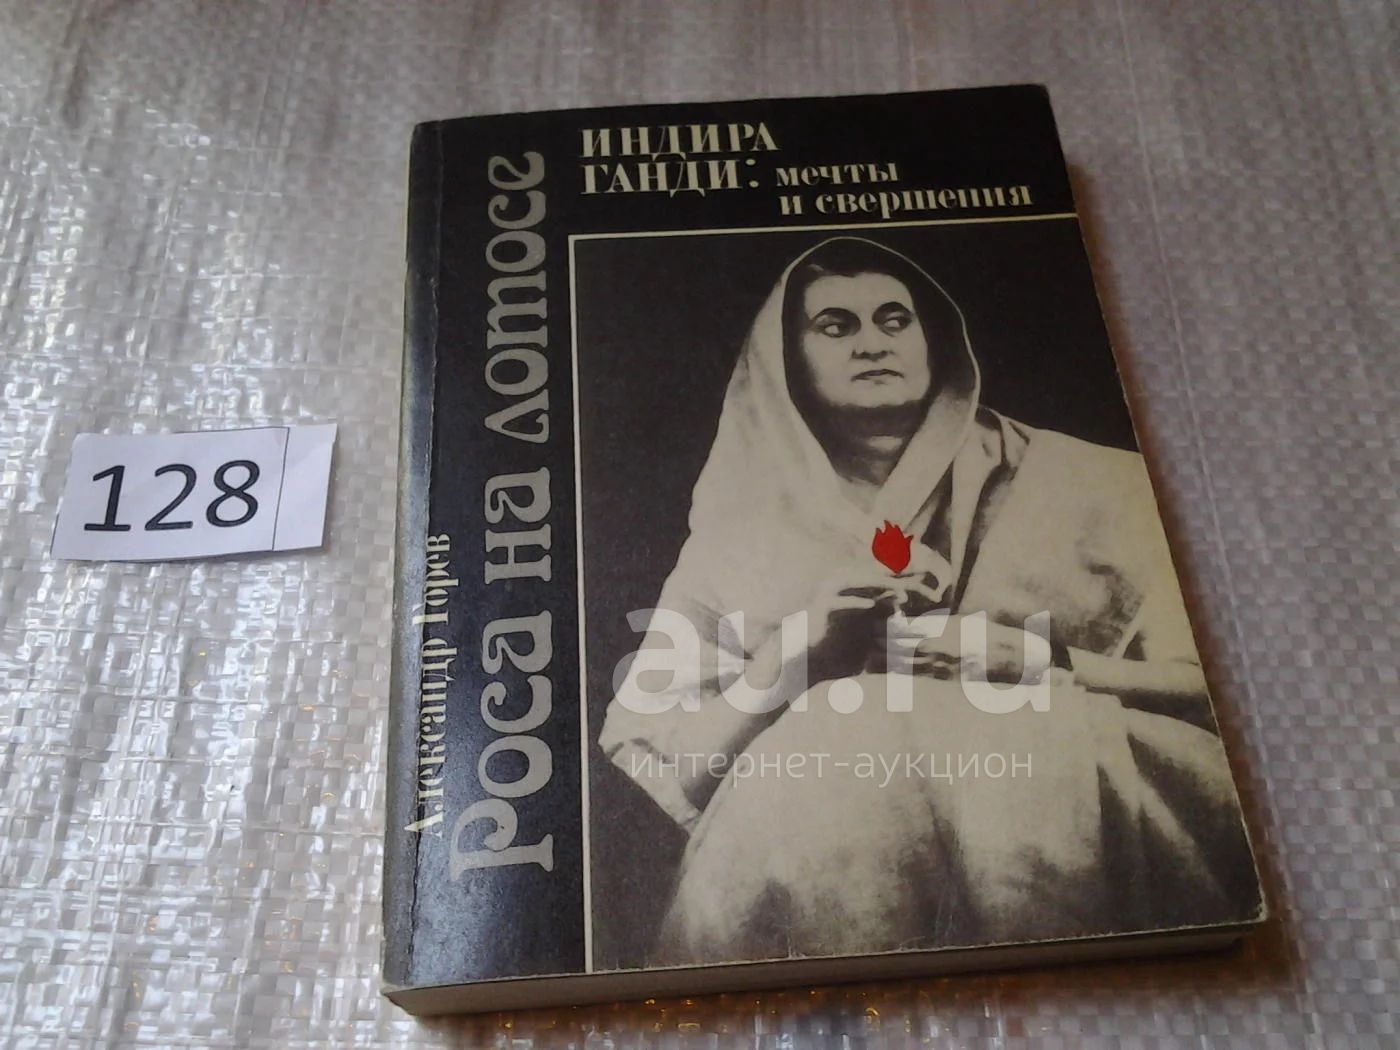 ИНДИРА
ГАНДИ: мечты
и свершения
Александр Горев
Роса на лотосе
128
au.ru
интернет-аукцион